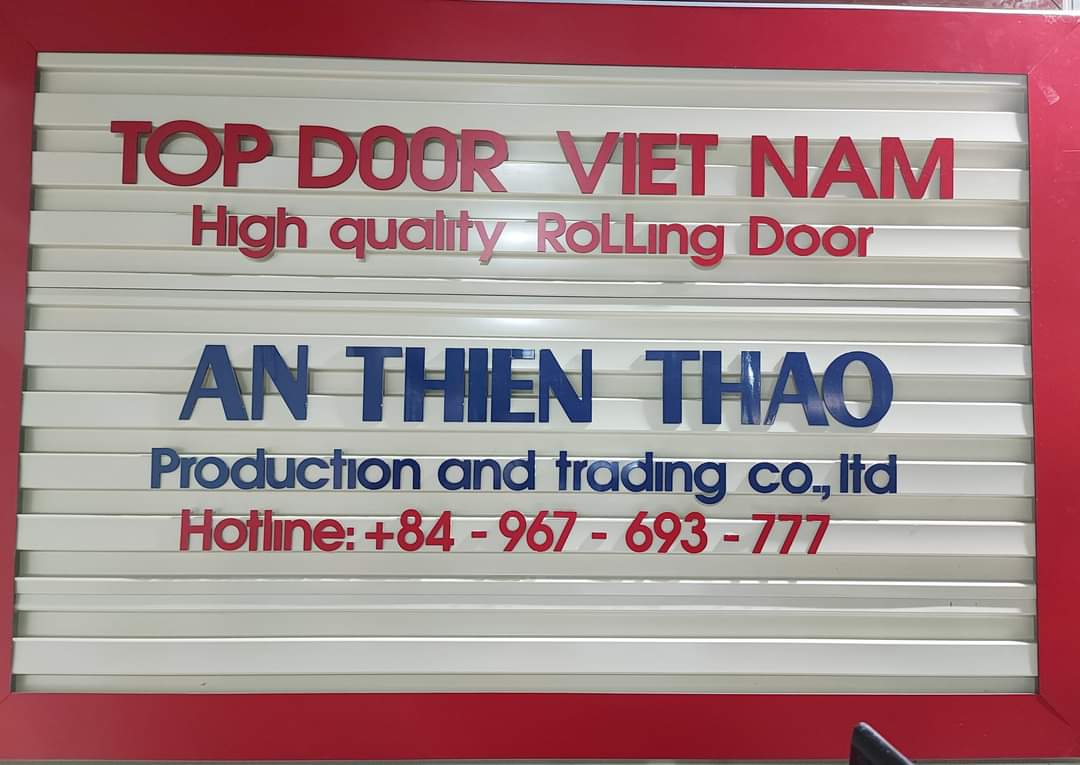 TOP DOOR VIET NAM
High quality RoLLing Door
AN THIEN THAO
Production and trading co., ltd
Hotline: +84 - 967 - 693 - 777